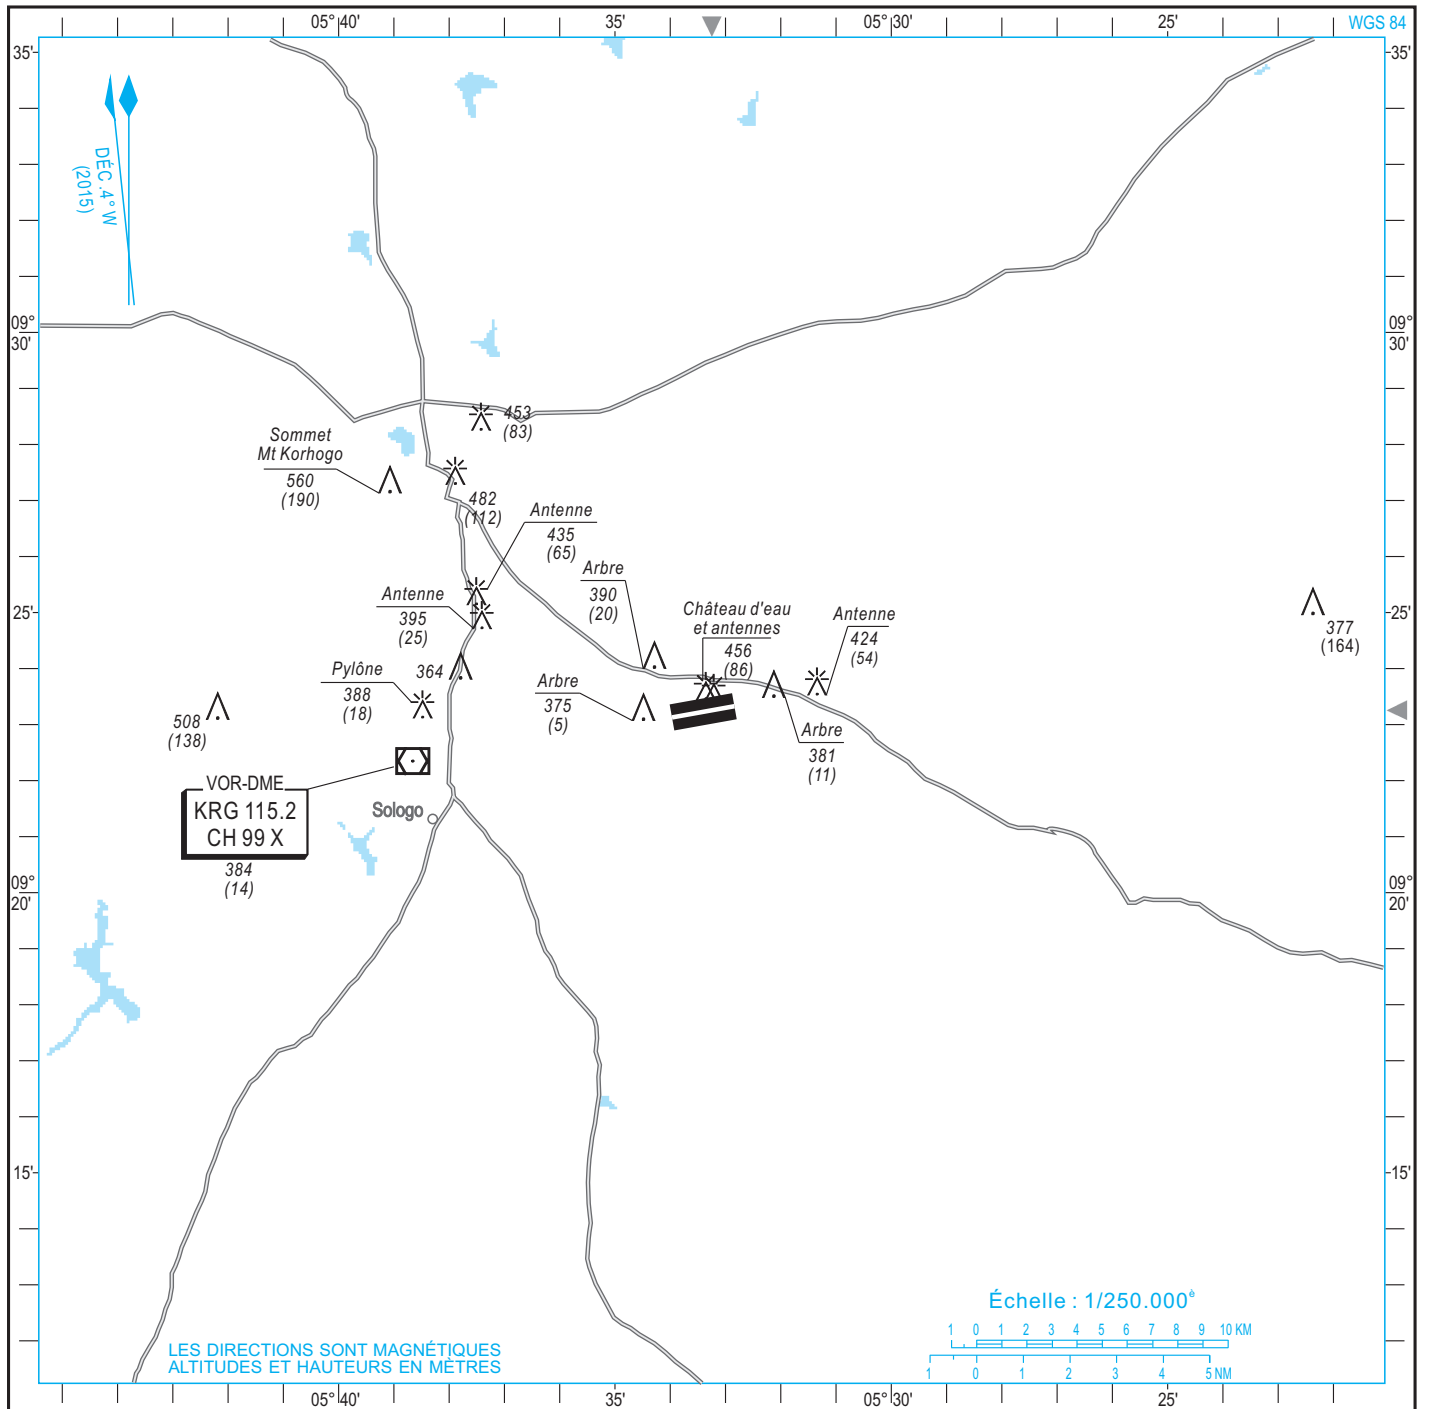 05° 40'
35'
05° 30'
25'
WGS 84
35'
35'
DÉC .4° W
(2015)
09°
30'
09°
30'
453
(83)
Sommet
Mt Korhogo
560
(190)
482
(112)
Antenne
435
(65)
Arbre
390
(20)
Antenne
395
(25)
Château d'eau
et antennes
456
(86)
Antenne
424
(54)
25'
25'
377
(164)
364
Pylône
388
(18)
Arbre
375
(5)
508
(138)
Arbre
381
(11)
VOR-DME
KRG 115.2
CH 99 X
384
(14)
Sologo
09°
20'
09°
20'
15'
15'
Échelle : 1/250.000è
1 0 1 2 3 4 5 6 7 8 9 10 KM
1 0 1 2 3 4 5 NM
LES DIRECTIONS SONT MAGNÉTIQUES
ALTITUDES ET HAUTEURS EN MÈTRES
05° 40'
35'
05° 30'
25'